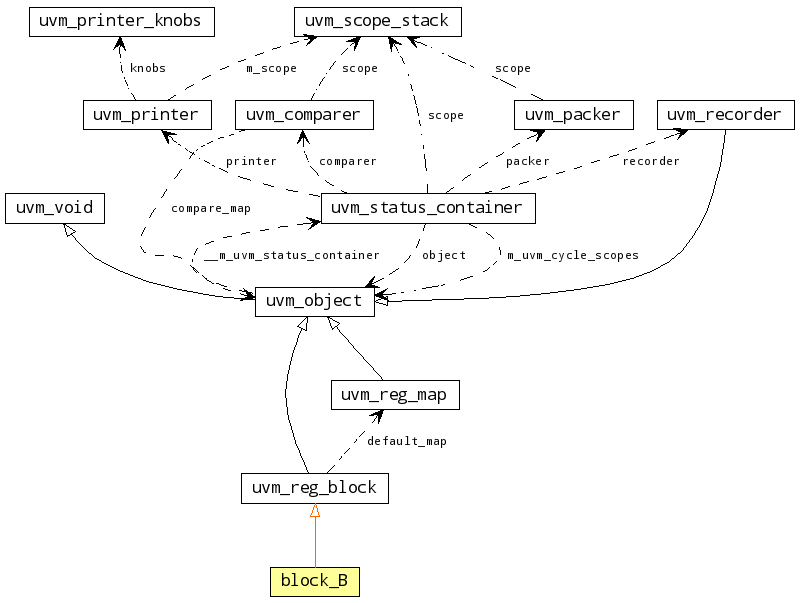 uvm_printer_knobs
uvm_scope_stack
knobs
m_scope
scope
scope
uvm_printer
uvm_comparer
uvm_packer
uvm_recorder
scope
printer
comparer
packer
recorder
uvm_void
compare_map
uvm_status_container
__m_uvm_status_container
object
m_uvm_cycle_scopes
uvm_object
uvm_reg_map
default_map
uvm_reg_block
block_B